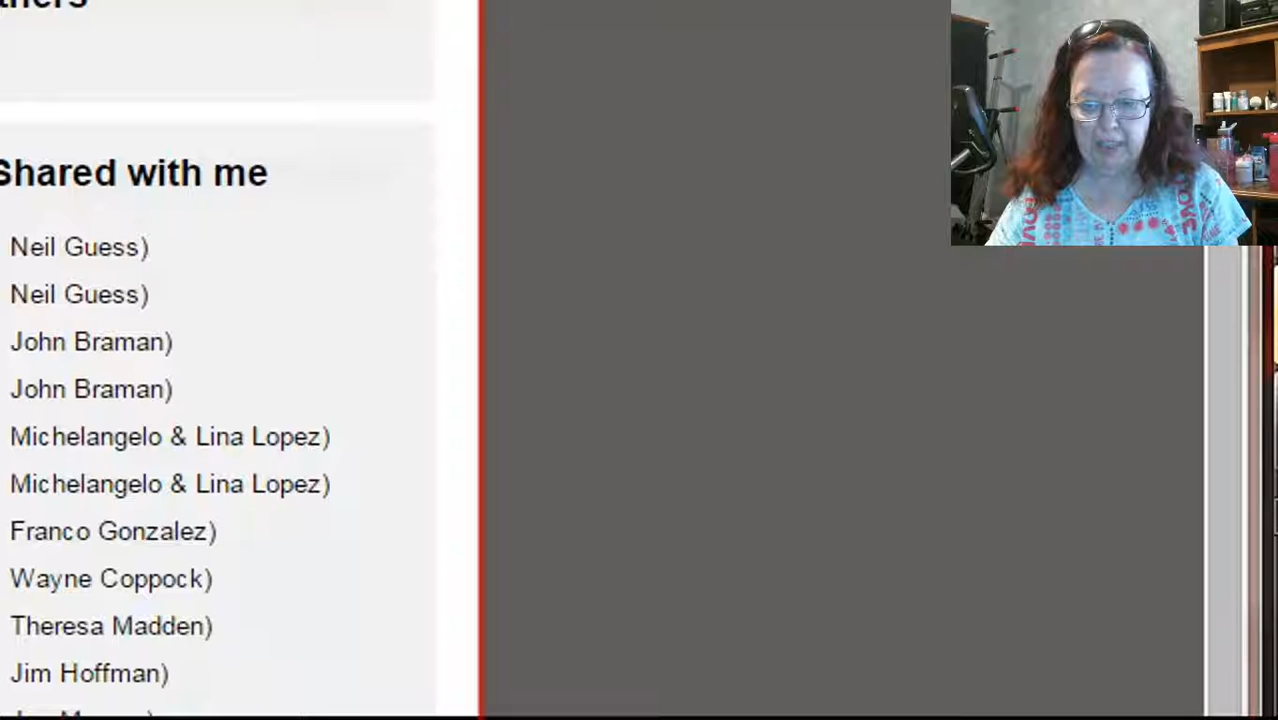 Shared with me
Neil Guess)
Neil Guess)
John Braman)
John Braman)
Michelangelo & Lina Lopez)
Michelangelo & Lina Lopez)
Franco Gonzalez)
Wayne Coppock)
Theresa Madden)
Jim Hoffman)